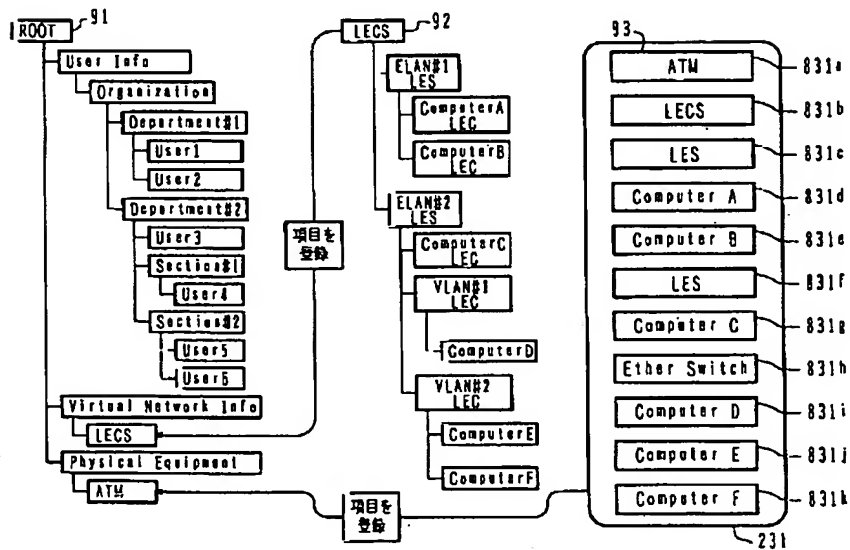 ROOT
91
User Info
Organization
Department#1
User1
User2
Department#2
User3
Section#1
User4
Section#2
User5
User6
Virtual Network Info
LECS
Physical Equipment
ATM
項目を
登録
項目を
登録
LECS
92
ELAN#1
LES
ComputerA
LEC
ComputerB
LEC
ELAN#2
LES
ComputerC
LEC
VLAN#1
LEC
ComputerD
VLAN#2
LEC
ComputerE
ComputerF
93
ATM
831a
LECS
831b
LES
831c
Computer A
831d
Computer B
831e
LES
831f
Computer C
831g
Ether Switch
831h
Computer D
831i
Computer E
831j
Computer F
831k
231